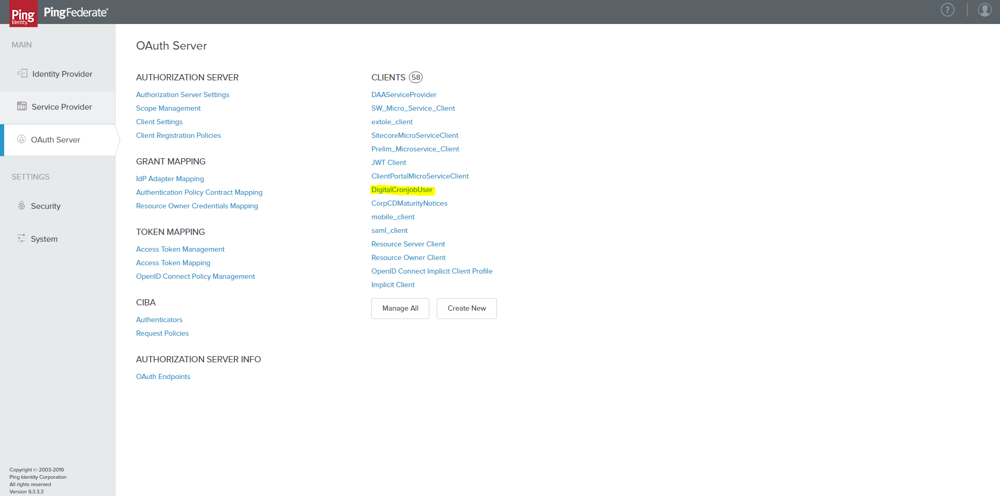 Ping
Identity.
PingFederate®
?
MAIN
Identity Provider
Service Provider
OAuth Server
SETTINGS
Security
System
Copyright © 2003-2019
Ping Identity Corporation
All rights reserved
Version 9.3.3.3
OAuth Server
AUTHORIZATION SERVER
Authorization Server Settings
Scope Management
Client Settings
Client Registration Policies
GRANT MAPPING
IdP Adapter Mapping
Authentication Policy Contract Mapping
Resource Owner Credentials Mapping
TOKEN MAPPING
Access Token Management
Access Token Mapping
OpenID Connect Policy Management
CIBA
Authenticators
Request Policies
AUTHORIZATION SERVER INFO
OAuth Endpoints
CLIENTS 58
DAAServiceProvider
SW_Micro_Service_Client
extole_client
SitecoreMicroServiceClient
Prelim_Microservice_Client
JWT Client
ClientPortalMicroServiceClient
DigitalCronjobUser
CorpCDMaturityNotices
mobile_client
saml_client
Resource Server Client
Resource Owner Client
OpenID Connect Implicit Client Profile
Implicit Client
Manage All
Create New